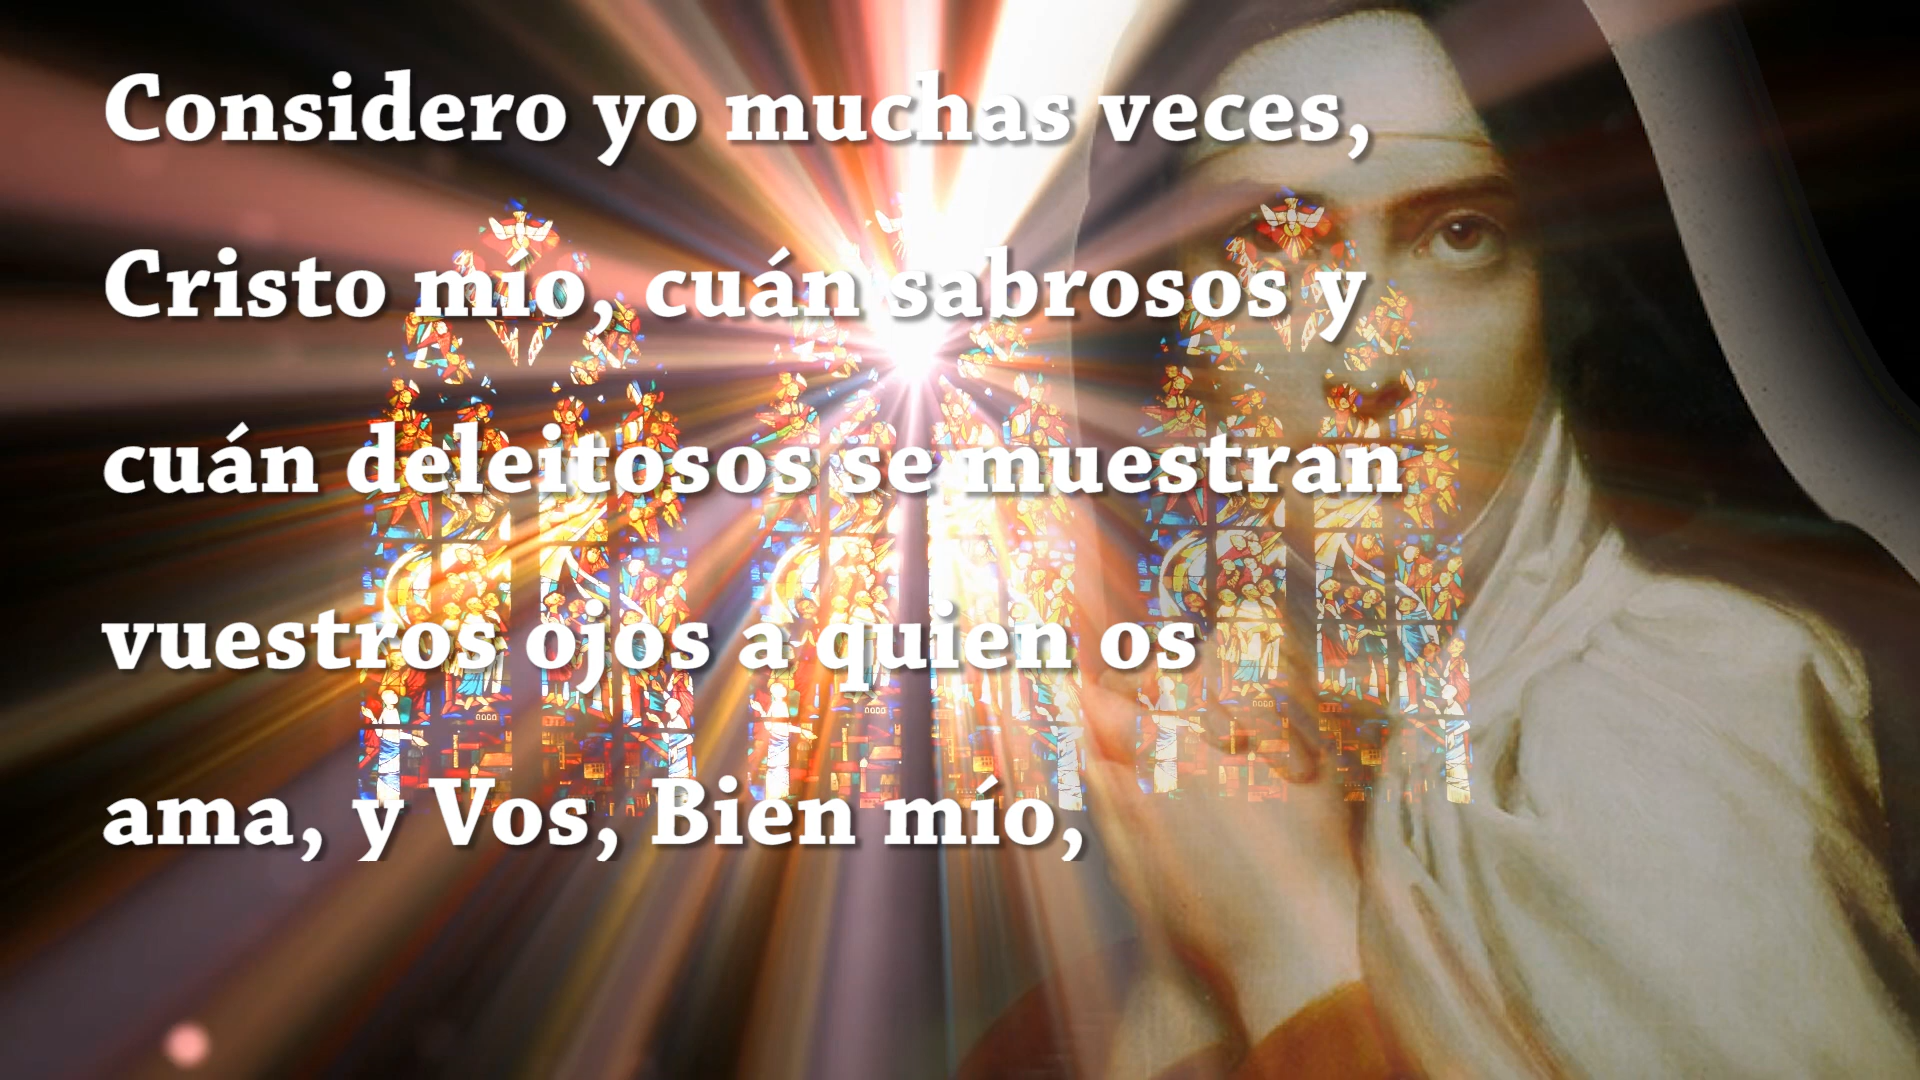 Considero yo muchas veces,
Cristo mío, cuán sabrosos y
cuán deleitosos se muestran
vuestros ojos a quien os
ama, y Vos, Bien mío,